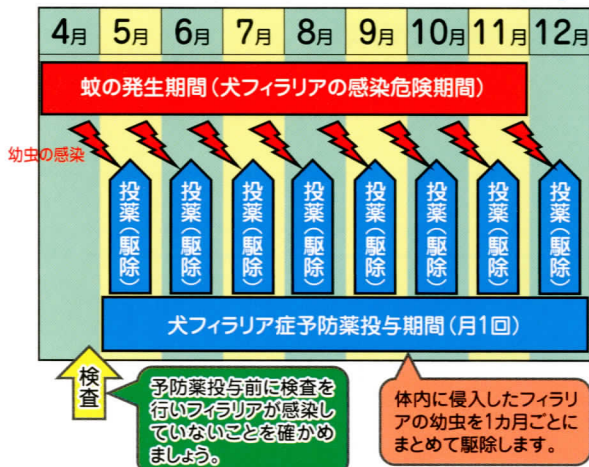 4月 5月 6月 7月 8月 9月 10月 11月 12月
蚊の発生期間(犬フィラリアの感染危険期間)
幼虫の感染
投薬(駆除)
投薬(駆除)
投薬(駆除)
投薬(駆除)
投薬(駆除)
投薬(駆除)
投薬(駆除)
投薬(駆除)
犬フィラリア症予防薬投与期間(月1回)
検査
予防薬投与前に検査を
行いフィラリアが感染し
ていないことを確かめ
ましょう。
体内に侵入したフィラリ
アの幼虫を1カ月ごとに
まとめて駆除します。